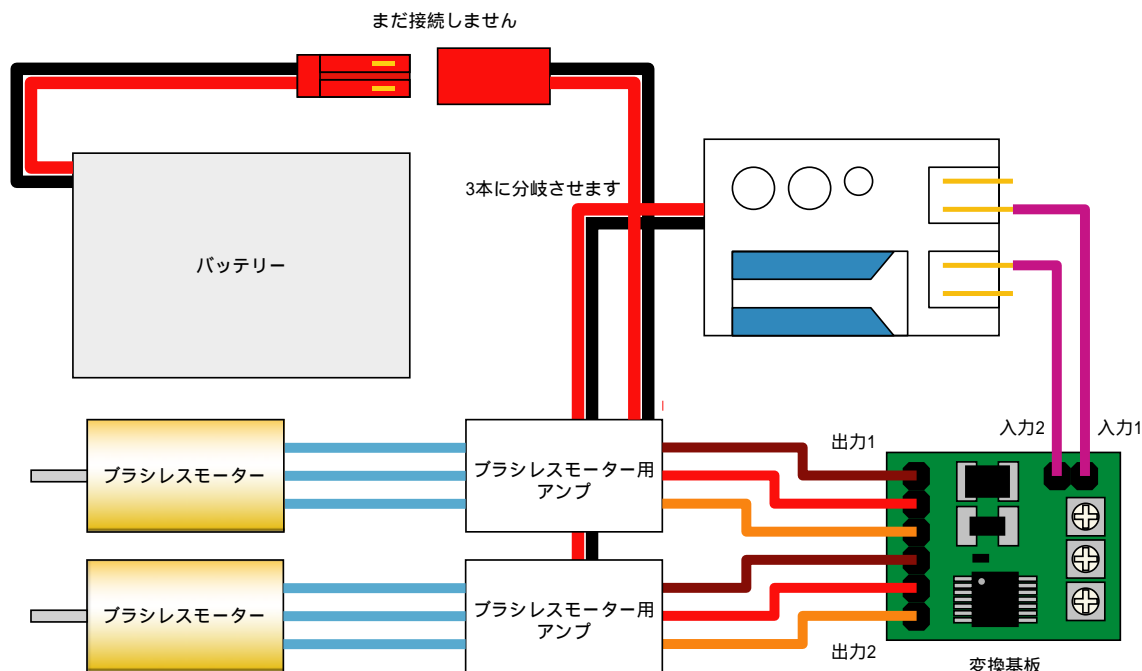 まだ接続しません
3本に分岐させます
バッテリー
入力2
入力1
出力1
ブラシレスモーター
ブラシレスモーター用
アンプ
ブラシレスモーター
ブラシレスモーター用
アンプ
出力2
変換基板